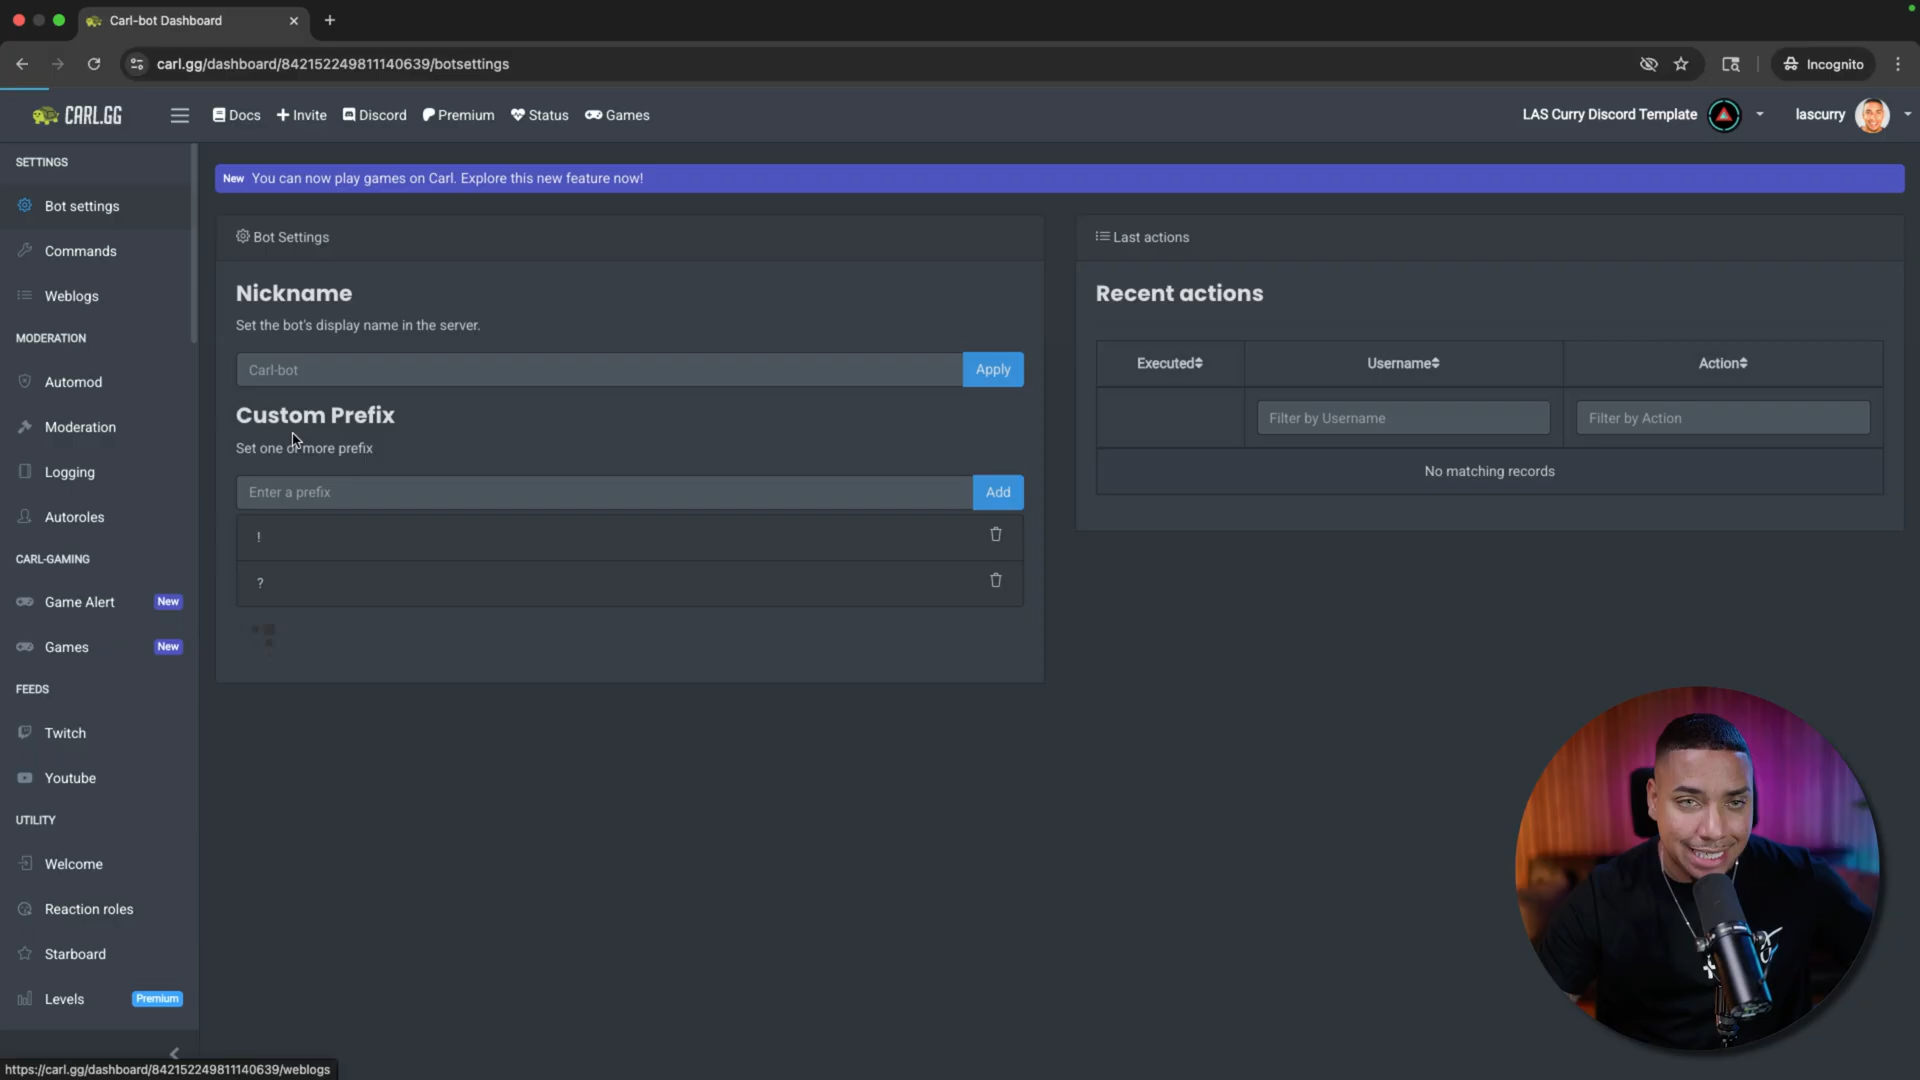 Carl-bot Dashboard
carl.gg/dashboard/842152249811140639/botsettings
Incognito
CARL.GG
Docs
Invite
Discord
Premium
Status
Games
LAS Curry Discord Template
lascurry
SETTINGS
Bot settings
Commands
Weblogs
MODERATION
Automod
Moderation
Logging
Autoroles
CARL-GAMING
Game Alert New
Games New
FEEDS
Twitch
Youtube
UTILITY
Welcome
Reaction roles
Starboard
Levels Premium
New You can now play games on Carl. Explore this new feature now!
Bot Settings
Nickname
Set the bot's display name in the server.
Carl-bot
Apply
Custom Prefix
Set one or more prefix
Enter a prefix
Add
!
?
Last actions
Recent actions
Executed
Username
Action
Filter by Username
Filter by Action
No matching records
https://carl.gg/dashboard/842152249811140639/weblogs